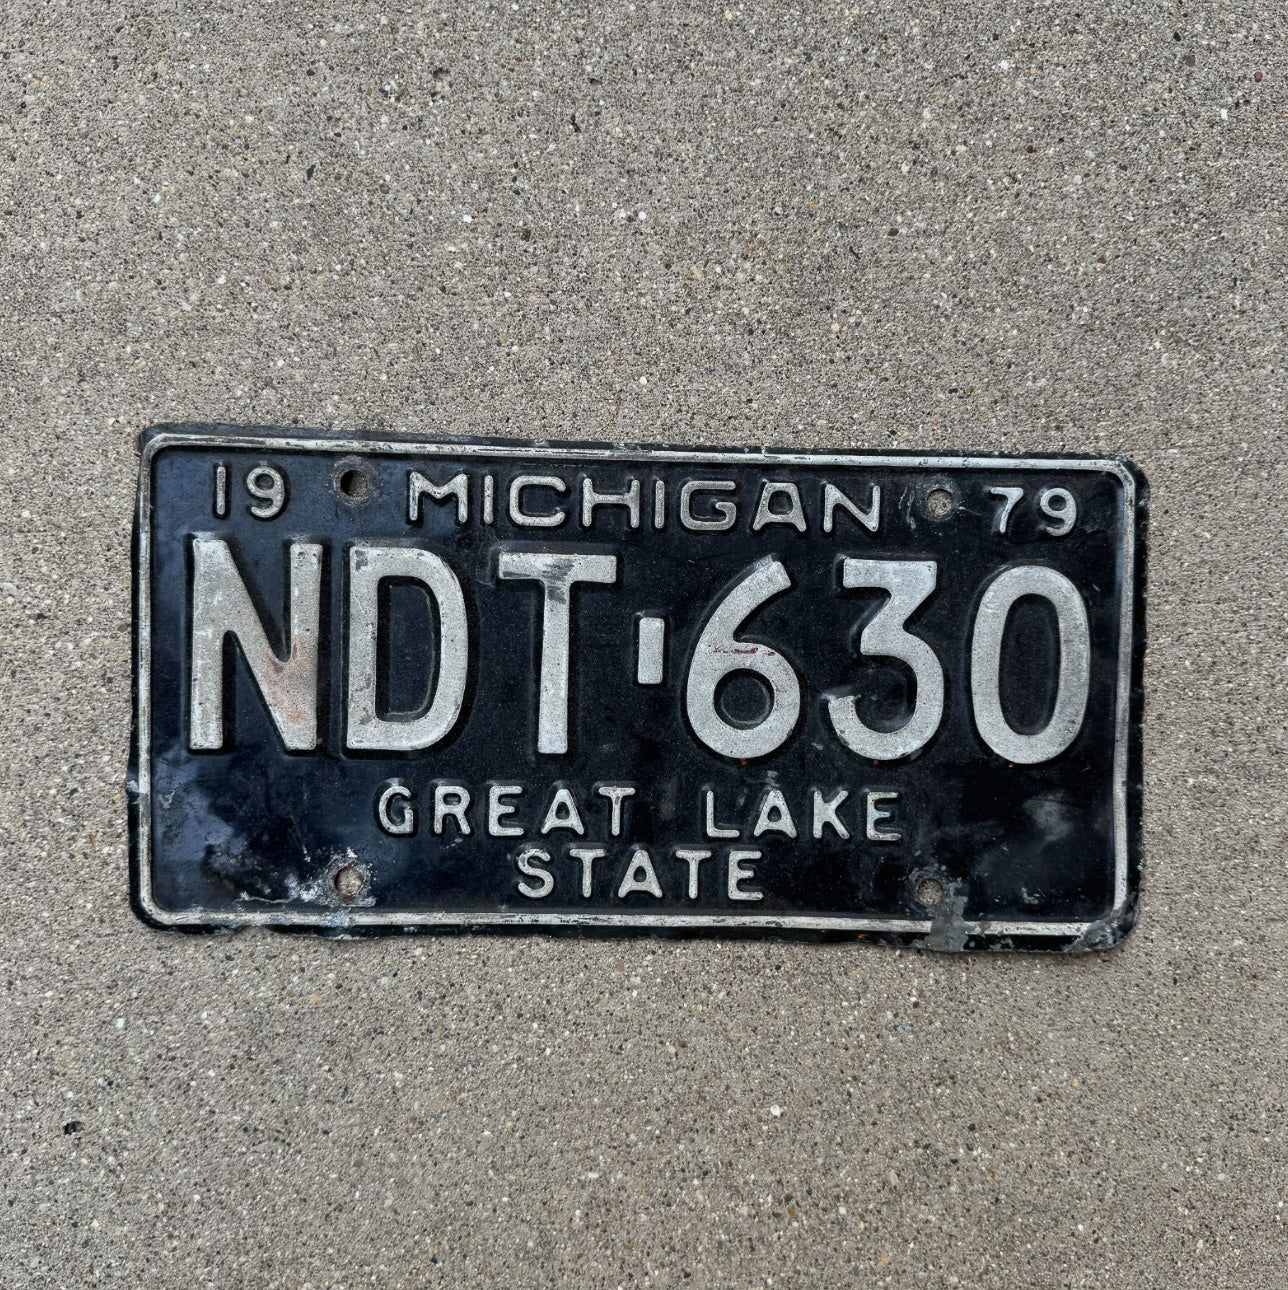 19 MICHIGAN 79
NDT-630
GREAT LAKE
STATE